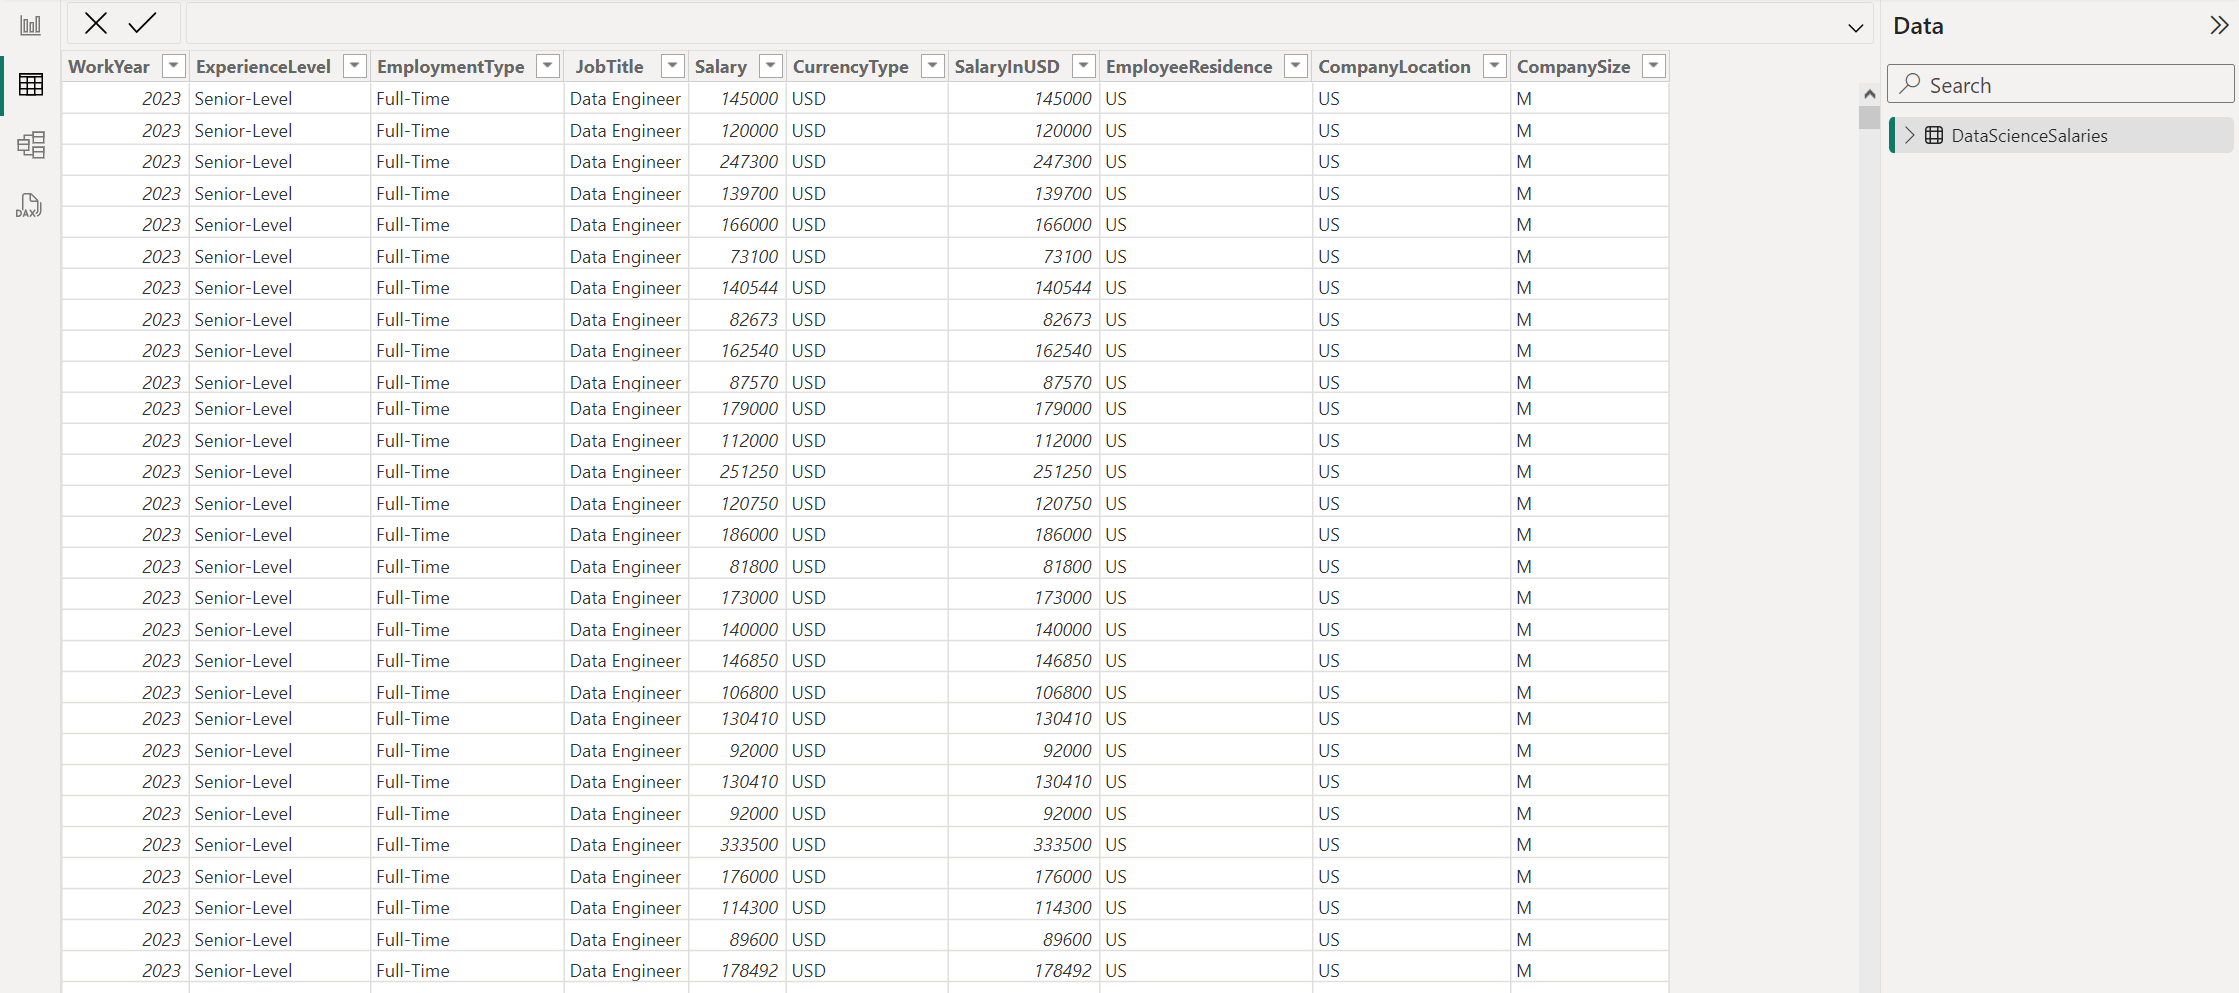 Data
WorkYear ExperienceLevel EmploymentType JobTitle Salary CurrencyType SalaryInUSD EmployeeResidence CompanyLocation CompanySize
Search
DataScienceSalaries
DAX
2023 Senior-Level Full-Time Data Engineer 145000 USD 145000 US US M
2023 Senior-Level Full-Time Data Engineer 120000 USD 120000 US US M
2023 Senior-Level Full-Time Data Engineer 247300 USD 247300 US US M
2023 Senior-Level Full-Time Data Engineer 139700 USD 139700 US US M
2023 Senior-Level Full-Time Data Engineer 166000 USD 166000 US US M
2023 Senior-Level Full-Time Data Engineer 73100 USD 73100 US US M
2023 Senior-Level Full-Time Data Engineer 140544 USD 140544 US US M
2023 Senior-Level Full-Time Data Engineer 82673 USD 82673 US US M
2023 Senior-Level Full-Time Data Engineer 162540 USD 162540 US US M
2023 Senior-Level Full-Time Data Engineer 87570 USD 87570 US US M
2023 Senior-Level Full-Time Data Engineer 179000 USD 179000 US US M
2023 Senior-Level Full-Time Data Engineer 112000 USD 112000 US US M
2023 Senior-Level Full-Time Data Engineer 251250 USD 251250 US US M
2023 Senior-Level Full-Time Data Engineer 120750 USD 120750 US US M
2023 Senior-Level Full-Time Data Engineer 186000 USD 186000 US US M
2023 Senior-Level Full-Time Data Engineer 81800 USD 81800 US US M
2023 Senior-Level Full-Time Data Engineer 173000 USD 173000 US US M
2023 Senior-Level Full-Time Data Engineer 140000 USD 140000 US US M
2023 Senior-Level Full-Time Data Engineer 146850 USD 146850 US US M
2023 Senior-Level Full-Time Data Engineer 106800 USD 106800 US US M
2023 Senior-Level Full-Time Data Engineer 130410 USD 130410 US US M
2023 Senior-Level Full-Time Data Engineer 92000 USD 92000 US US M
2023 Senior-Level Full-Time Data Engineer 130410 USD 130410 US US M
2023 Senior-Level Full-Time Data Engineer 92000 USD 92000 US US M
2023 Senior-Level Full-Time Data Engineer 333500 USD 333500 US US M
2023 Senior-Level Full-Time Data Engineer 176000 USD 176000 US US M
2023 Senior-Level Full-Time Data Engineer 114300 USD 114300 US US M
2023 Senior-Level Full-Time Data Engineer 89600 USD 89600 US US M
2023 Senior-Level Full-Time Data Engineer 178492 USD 178492 US US M